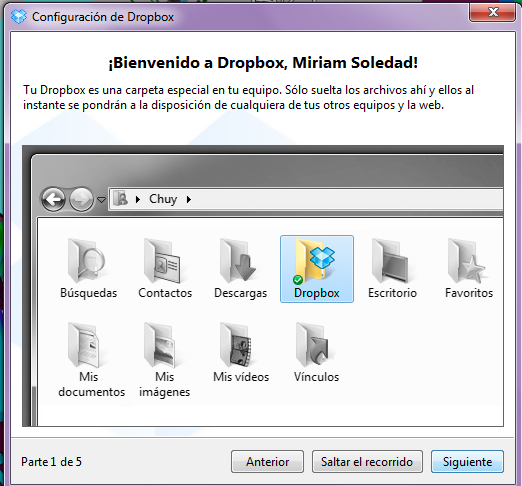 Configuración de Dropbox
¡Bienvenido a Dropbox, Miriam Soledad!
Tu Dropbox es una carpeta especial en tu equipo. Sólo suelta los archivos ahí y ellos al
instante se pondrán a la disposición de cualquiera de tus otros equipos y la web.
Chuy
Búsquedas Contactos Descargas Dropbox Escritorio Favoritos
Mis Mis Mis vídeos Vínculos
documentos imágenes
Parte 1 de 5 Anterior Saltar el recorrido Siguiente